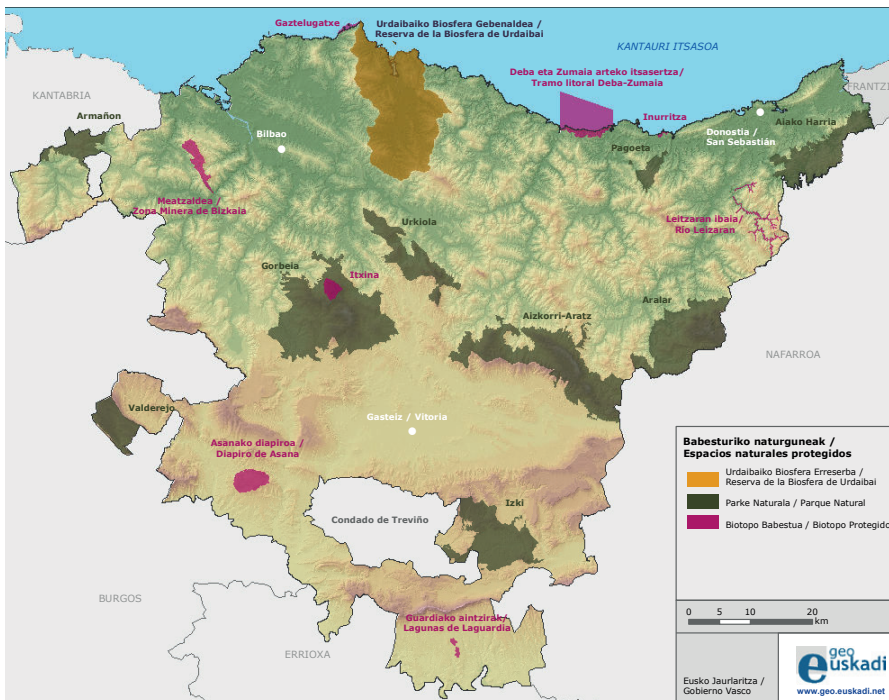 Gaztelugatxe
Urdaibaiko Biosfera Gebenaldea /
Reserva de la Biosfera de Urdaibai
KANTAURI ITSASOA
Deba eta Zumaia arteko itsasertza/
Tramo litoral Deba-Zumaia
KANTABRIA
FRANTZI
Armañon
Inurritza
Bilbao
Donostia /
San Sebastián
Aiako Harria
Pagoeta
Meatzaldea /
Zona Minera de Bizkaia
Leitzaran ibaia/
Río Leizaran
Urkiola
Gorbeia
Itxina
Aralar
Aizkorri-Aratz
NAFARROA
Valderejo
Gasteiz / Vitoria
Asanako diapiroa /
Diapiro de Asana
Izki
Condado de Treviño
BURGOS
Guardiako aintzirak/
Lagunas de Laguardia
ERRIOXA
Babesturiko naturguneak /
Espacios naturales protegidos
Urdaibaiko Biosfera Erreserba /
Reserva de la Biosfera de Urdaibai
Parke Naturala / Parque Natural
Biotopo Babestua / Biotopo Protegido
0 5 10 20
km
Eusko Jaurlaritza /
Gobierno Vasco
geo
euskadi
www.geo.euskadi.net